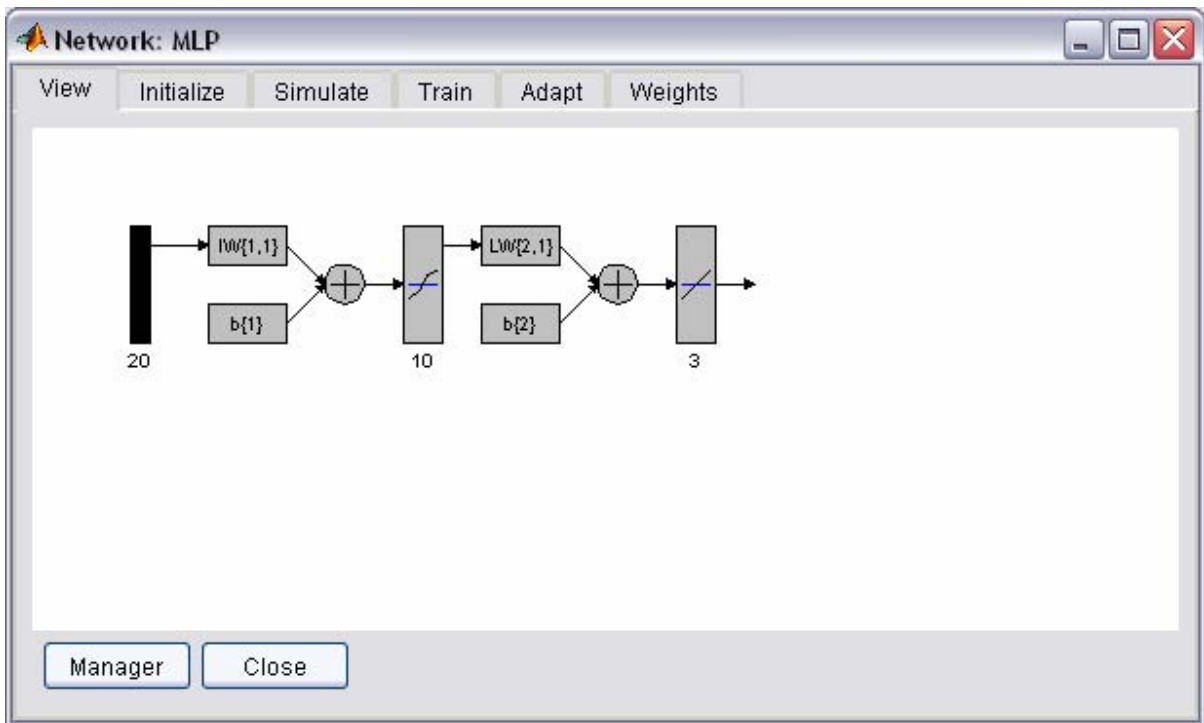 Network: MLP
View Initialize Simulate Train Adapt Weights
IW{1,1} LW{2,1}
b{1} b{2}
20 10 3
Manager Close